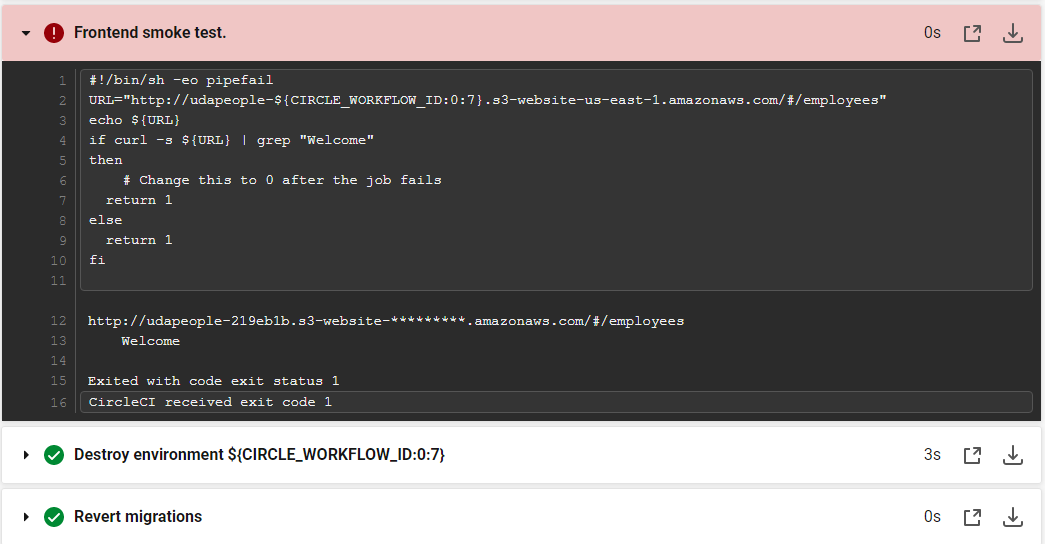 Frontend smoke test. 0s
1 #!/bin/sh -eo pipefail
2 URL="http://udapeople-${CIRCLE_WORKFLOW_ID:0:7}.s3-website-us-east-1.amazonaws.com/#/employees"
3 echo ${URL}
4 if curl -s ${URL} | grep "Welcome"
5 then
6 # Change this to 0 after the job fails
7 return 1
8 else
9 return 1
10 fi
11
12 http://udapeople-219eb1b.s3-website-*********.amazonaws.com/#/employees
13 Welcome
14
15 Exited with code exit status 1
16 CircleCI received exit code 1
Destroy environment ${CIRCLE_WORKFLOW_ID:0:7} 3s
Revert migrations 0s